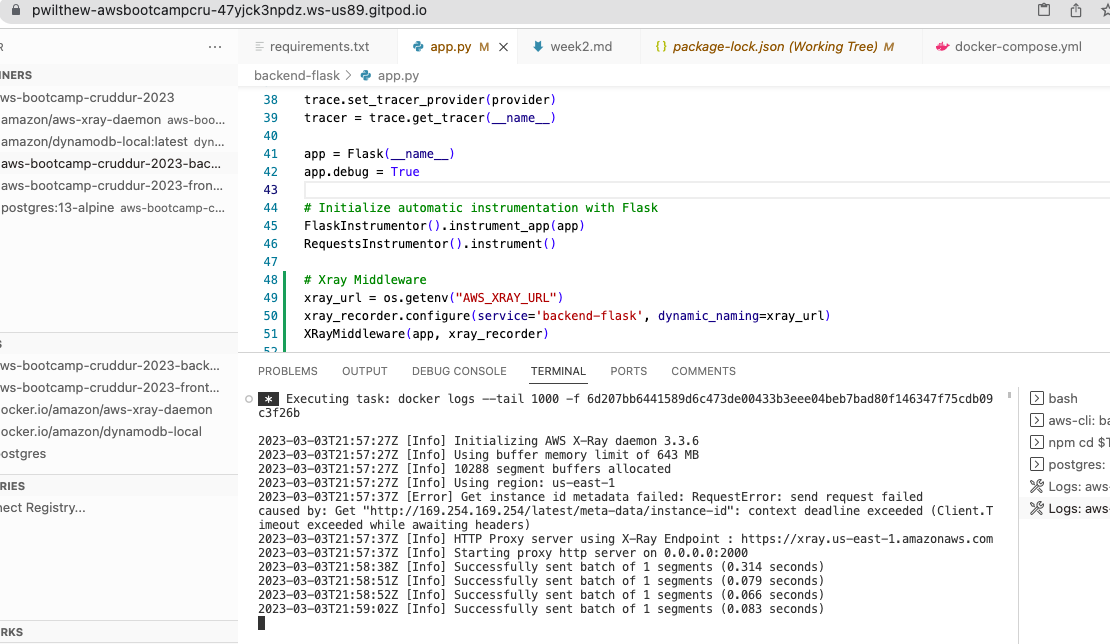 pwilthew-awsbootcampcru-47yjck3npdz.ws-us89.gitpod.io
R
requirements.txt
app.py M
week2.md
{} package-lock.json (Working Tree) M
docker-compose.yml
backend-flask > app.py
INERS
ws-bootcamp-cruddur-2023
amazon/aws-xray-daemon aws-boo...
amazon/dynamodb-local:latest dyn...
aws-bootcamp-cruddur-2023-bac...
aws-bootcamp-cruddur-2023-fron...
postgres:13-alpine aws-bootcamp-c...
S
ws-bootcamp-cruddur-2023-back...
ws-bootcamp-cruddur-2023-front...
ocker.io/amazon/aws-xray-daemon
ocker.io/amazon/dynamodb-local
ostgres
RIES
nect Registry...
RKS
38 trace.set_tracer_provider(provider)
39 tracer = trace.get_tracer(__name__)
40
41 app = Flask(__name__)
42 app.debug = True
43
44 # Initialize automatic instrumentation with Flask
45 FlaskInstrumentor().instrument_app(app)
46 RequestsInstrumentor().instrument()
47
48 # Xray Middleware
49 xray_url = os.getenv("AWS_XRAY_URL")
50 xray_recorder.configure(service='backend-flask', dynamic_naming=xray_url)
51 XRayMiddleware(app, xray_recorder)
52
PROBLEMS OUTPUT DEBUG CONSOLE TERMINAL PORTS COMMENTS
* Executing task: docker logs --tail 1000 -f 6d207bb6441589d6c473de00433b3eee04beb7bad80f146347f75cdb09
c3f26b
2023-03-03T21:57:27Z [Info] Initializing AWS X-Ray daemon 3.3.6
2023-03-03T21:57:27Z [Info] Using buffer memory limit of 643 MB
2023-03-03T21:57:27Z [Info] 10288 segment buffers allocated
2023-03-03T21:57:27Z [Info] Using region: us-east-1
2023-03-03T21:57:37Z [Error] Get instance id metadata failed: RequestError: send request failed
caused by: Get "http://169.254.169.254/latest/meta-data/instance-id": context deadline exceeded (Client.T
imeout exceeded while awaiting headers)
2023-03-03T21:57:37Z [Info] HTTP Proxy server using X-Ray Endpoint : https://xray.us-east-1.amazonaws.com
2023-03-03T21:57:37Z [Info] Starting proxy http server on 0.0.0.0:2000
2023-03-03T21:58:38Z [Info] Successfully sent batch of 1 segments (0.314 seconds)
2023-03-03T21:58:51Z [Info] Successfully sent batch of 1 segments (0.079 seconds)
2023-03-03T21:58:52Z [Info] Successfully sent batch of 1 segments (0.066 seconds)
2023-03-03T21:59:02Z [Info] Successfully sent batch of 1 segments (0.083 seconds)
bash
aws-cli: ba
npm cd $T
postgres:
Logs: aws-
Logs: aws-